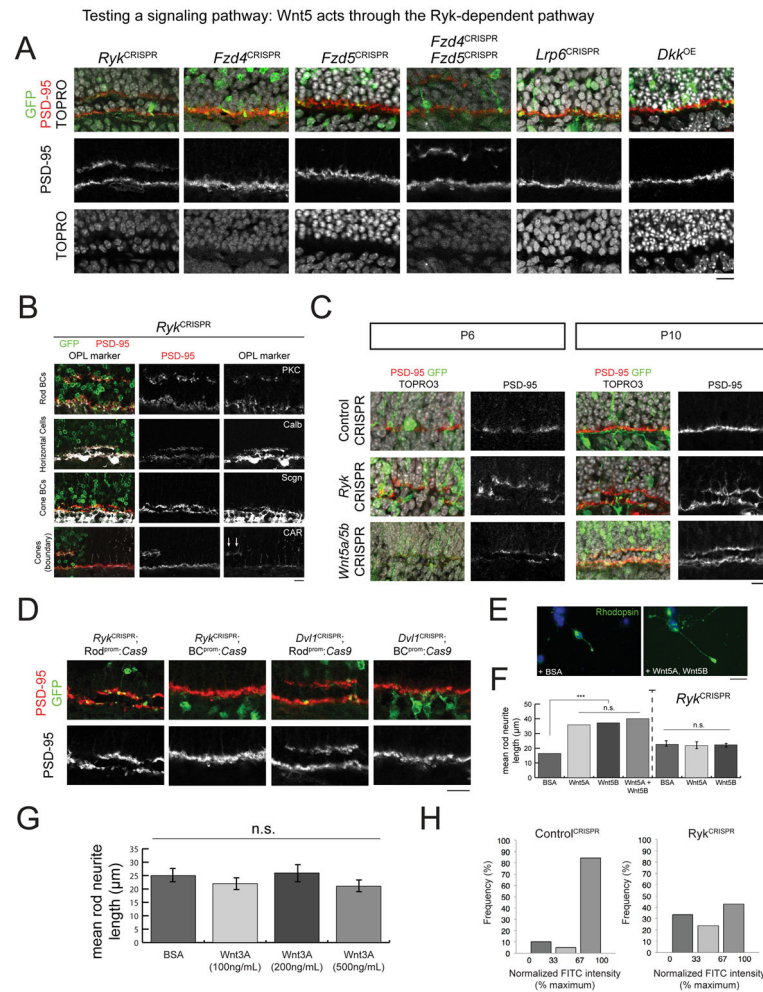 Testing a signaling pathway: Wnt5 acts through the Ryk-dependent pathway
A
RykCRISPR
Fzd4CRISPR
Fzd5CRISPR
Fzd4CRISPR
Fzd5CRISPR
Lrp6CRISPR
DkkOE
GFP
PSD-95
TOPRO
PSD-95
TOPRO
B
RykCRISPR
GFP PSD-95
OPL marker
PSD-95
OPL marker
Rod BCs
PKC
Horizontal Cells
Calb
Cone BCs
Scgn
Cones
(boundary)
CAR
C
P6
P10
PSD-95 GFP
TOPRO3
PSD-95
PSD-95 GFP
TOPRO3
PSD-95
Control
CRISPR
Ryk
CRISPR
Wnt5a/5b
CRISPR
D
RykCRISPR;
Rodprom:Cas9
RykCRISPR;
BCprom:Cas9
Dvl1CRISPR;
Rodprom:Cas9
Dvl1CRISPR;
BCprom:Cas9
PSD-95
GFP
PSD-95
E
Rhodopsin
+ BSA
+ Wnt5A, Wnt5B
F
RykCRISPR
mean rod neurite
length (µm)
50
40
30
20
10
0
***
n.s.
n.s.
BSA
Wnt5A
Wnt5B
Wnt5A +
Wnt5B
BSA
Wnt5A
Wnt5B
G
n.s.
mean rod neurite
length (µm)
35
30
25
20
15
10
5
0
BSA
Wnt3A
(100ng/mL)
Wnt3A
(200ng/mL)
Wnt3A
(500ng/mL)
H
ControlCRISPR
RykCRISPR
Frequency (%)
100
90
80
70
60
50
40
30
20
10
0
0 33 67 100
Normalized FITC intensity
(% maximum)
Frequency (%)
100
90
80
70
60
50
40
30
20
10
0
0 33 67 100
Normalized FITC intensity
(% maximum)